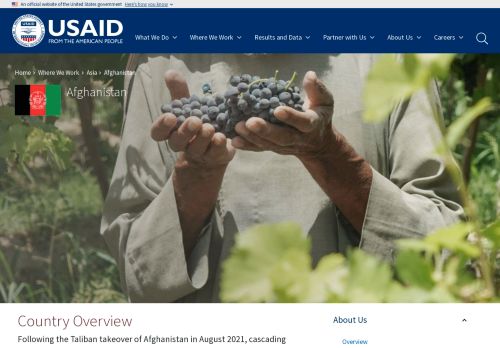 An official website of the United States government Here's how you know
USAID
FROM THE AMERICAN PEOPLE
What We Do
Where We Work
Results and Data
Partner with Us
About Us
Careers
Home › Where We Work › Asia › Afghanistan
Afghanistan
Country Overview
About Us
Following the Taliban takeover of Afghanistan in August 2021, cascading
Overview